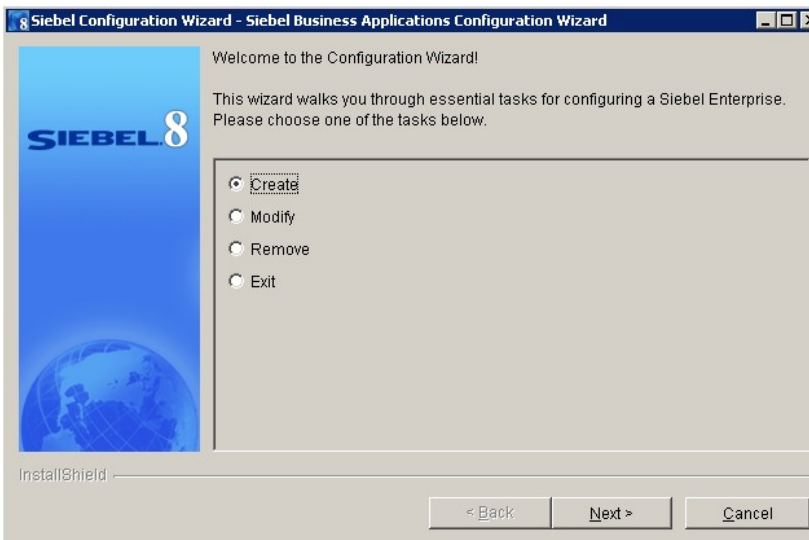 8 Siebel Configuration Wizard - Siebel Business Applications Configuration Wizard
SIEBEL.8
Welcome to the Configuration Wizard!
This wizard walks you through essential tasks for configuring a Siebel Enterprise.
Please choose one of the tasks below.
Create
Modify
Remove
Exit
InstallShield
< Back
Next >
Cancel